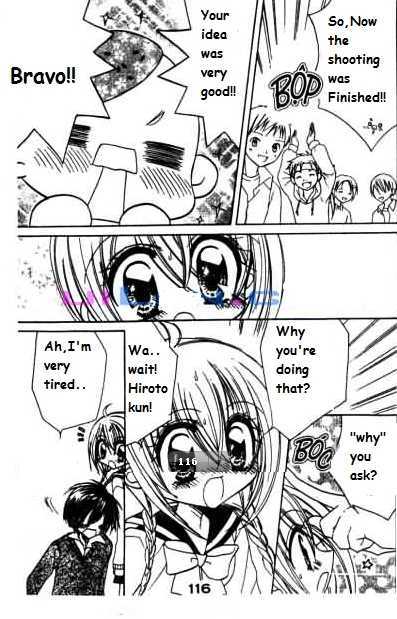 So,Now
the
shooting
was
Finished!!
BOP
Your
idea
was
very
good!!
Bravo!!
Why
you're
doing
that?
Wa..
wait!
Hiroto
kun!
Ah,I'm
very
tired..
"why"
you
ask?
BOC
116
116